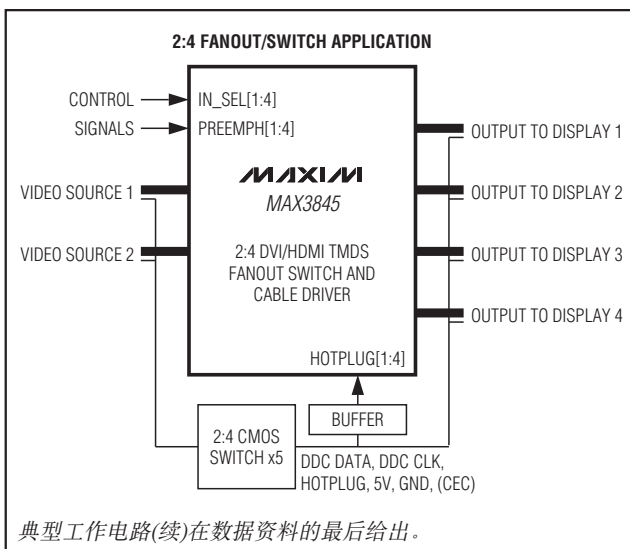 2:4 FANOUT/SWITCH APPLICATION
CONTROL
SIGNALS
IN_SEL[1:4]
PREEMPH[1:4]
VIDEO SOURCE 1
VIDEO SOURCE 2
MAXIM
MAX3845
2:4 DVI/HDMI TMDS
FANOUT SWITCH AND
CABLE DRIVER
HOTPLUG[1:4]
OUTPUT TO DISPLAY 1
OUTPUT TO DISPLAY 2
OUTPUT TO DISPLAY 3
OUTPUT TO DISPLAY 4
BUFFER
2:4 CMOS
SWITCH x5
DDC DATA, DDC CLK,
HOTPLUG, 5V, GND, (CEC)
典型工作电路(续)在数据资料的最后给出。